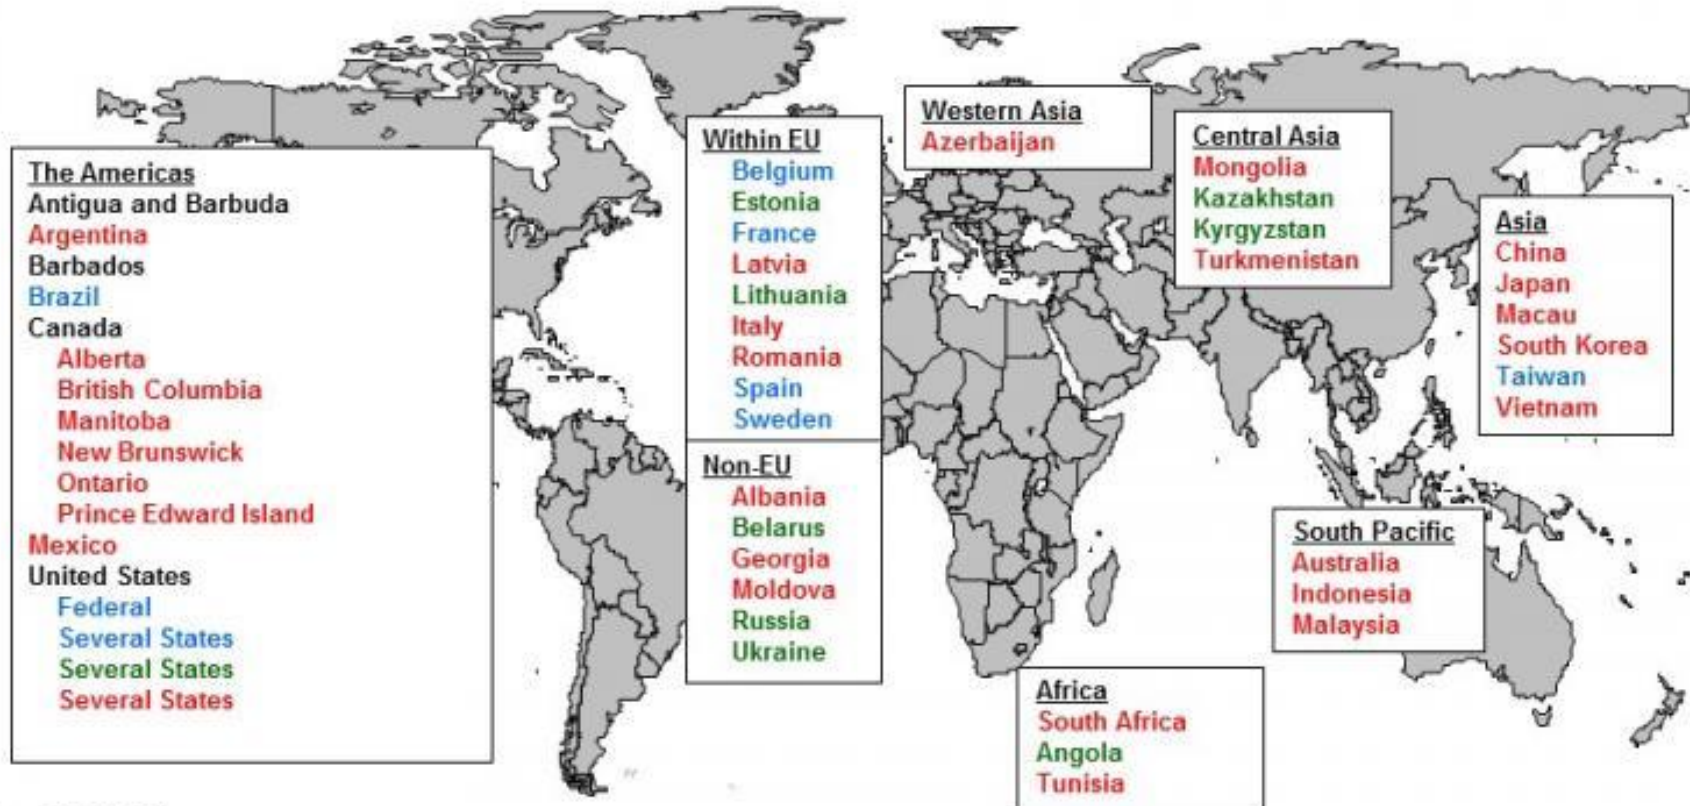 The Americas
Antigua and Barbuda
Argentina
Barbados
Brazil
Canada
Alberta
British Columbia
Manitoba
New Brunswick
Ontario
Prince Edward Island
Mexico
United States
Federal
Several States
Several States
Several States
Within EU
Belgium
Estonia
France
Latvia
Lithuania
Italy
Romania
Spain
Sweden
Non-EU
Albania
Belarus
Georgia
Moldova
Russia
Ukraine
Western Asia
Azerbaijan
Central Asia
Mongolia
Kazakhstan
Kyrgyzstan
Turkmenistan
Asia
China
Japan
Macau
South Korea
Taiwan
Vietnam
South Pacific
Australia
Indonesia
Malaysia
Africa
South Africa
Angola
Tunisia